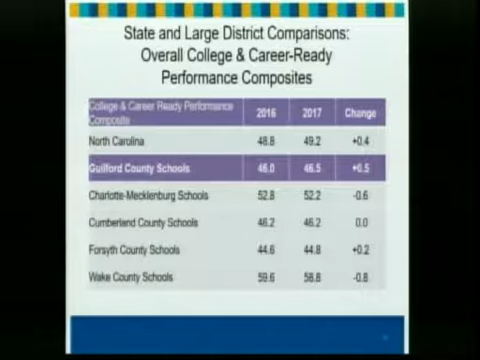 State and Large District Comparisons:
Overall College & Career-Ready
Performance Composites
College & Career Ready Performance Composite 2016 2017 Change
North Carolina 48.8 49.2 +0.4
Guilford County Schools 46.0 46.5 +0.5
Charlotte-Mecklenburg Schools 52.8 52.2 -0.6
Cumberland County Schools 46.2 46.2 0.0
Forsyth County Schools 44.6 44.8 +0.2
Wake County Schools 59.6 58.8 -0.8